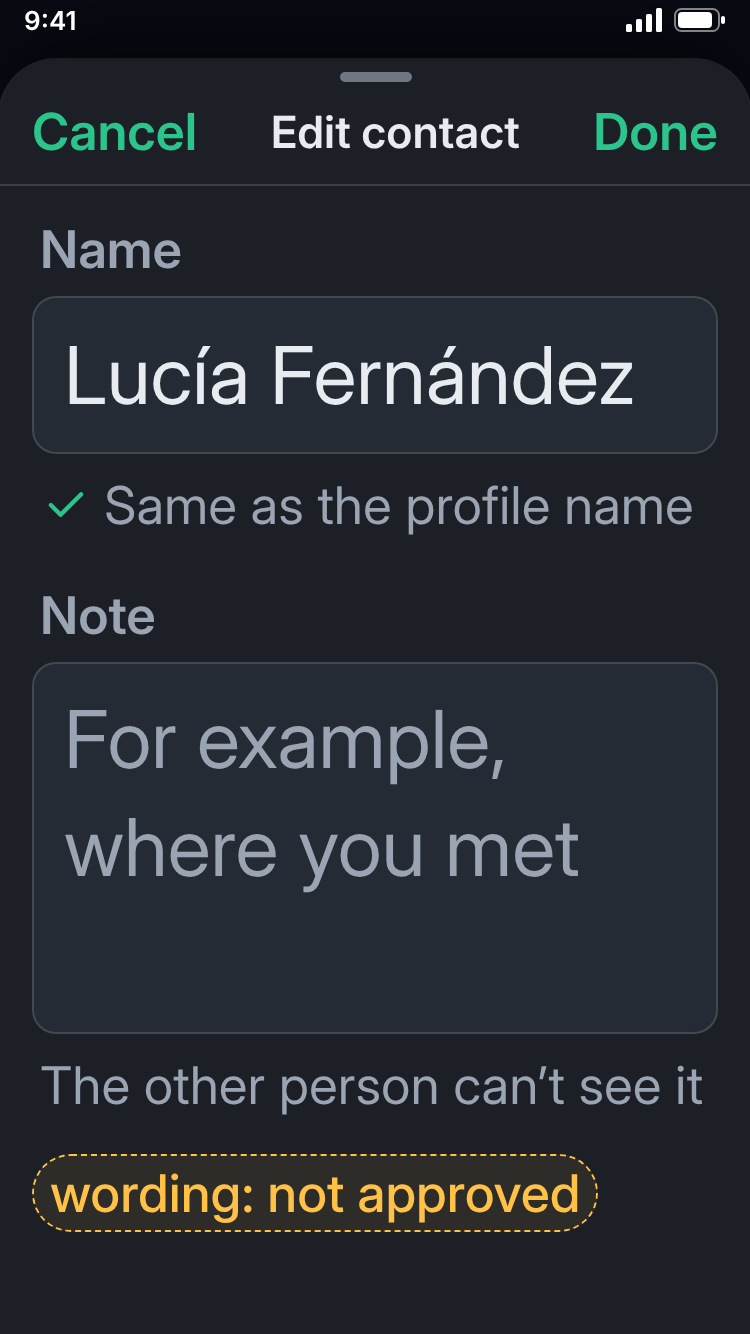 9:41
Cancel Edit contact Done
Name
Lucía Fernández
Same as the profile name
Note
For example,
where you met
The other person can’t see it
wording: not approved